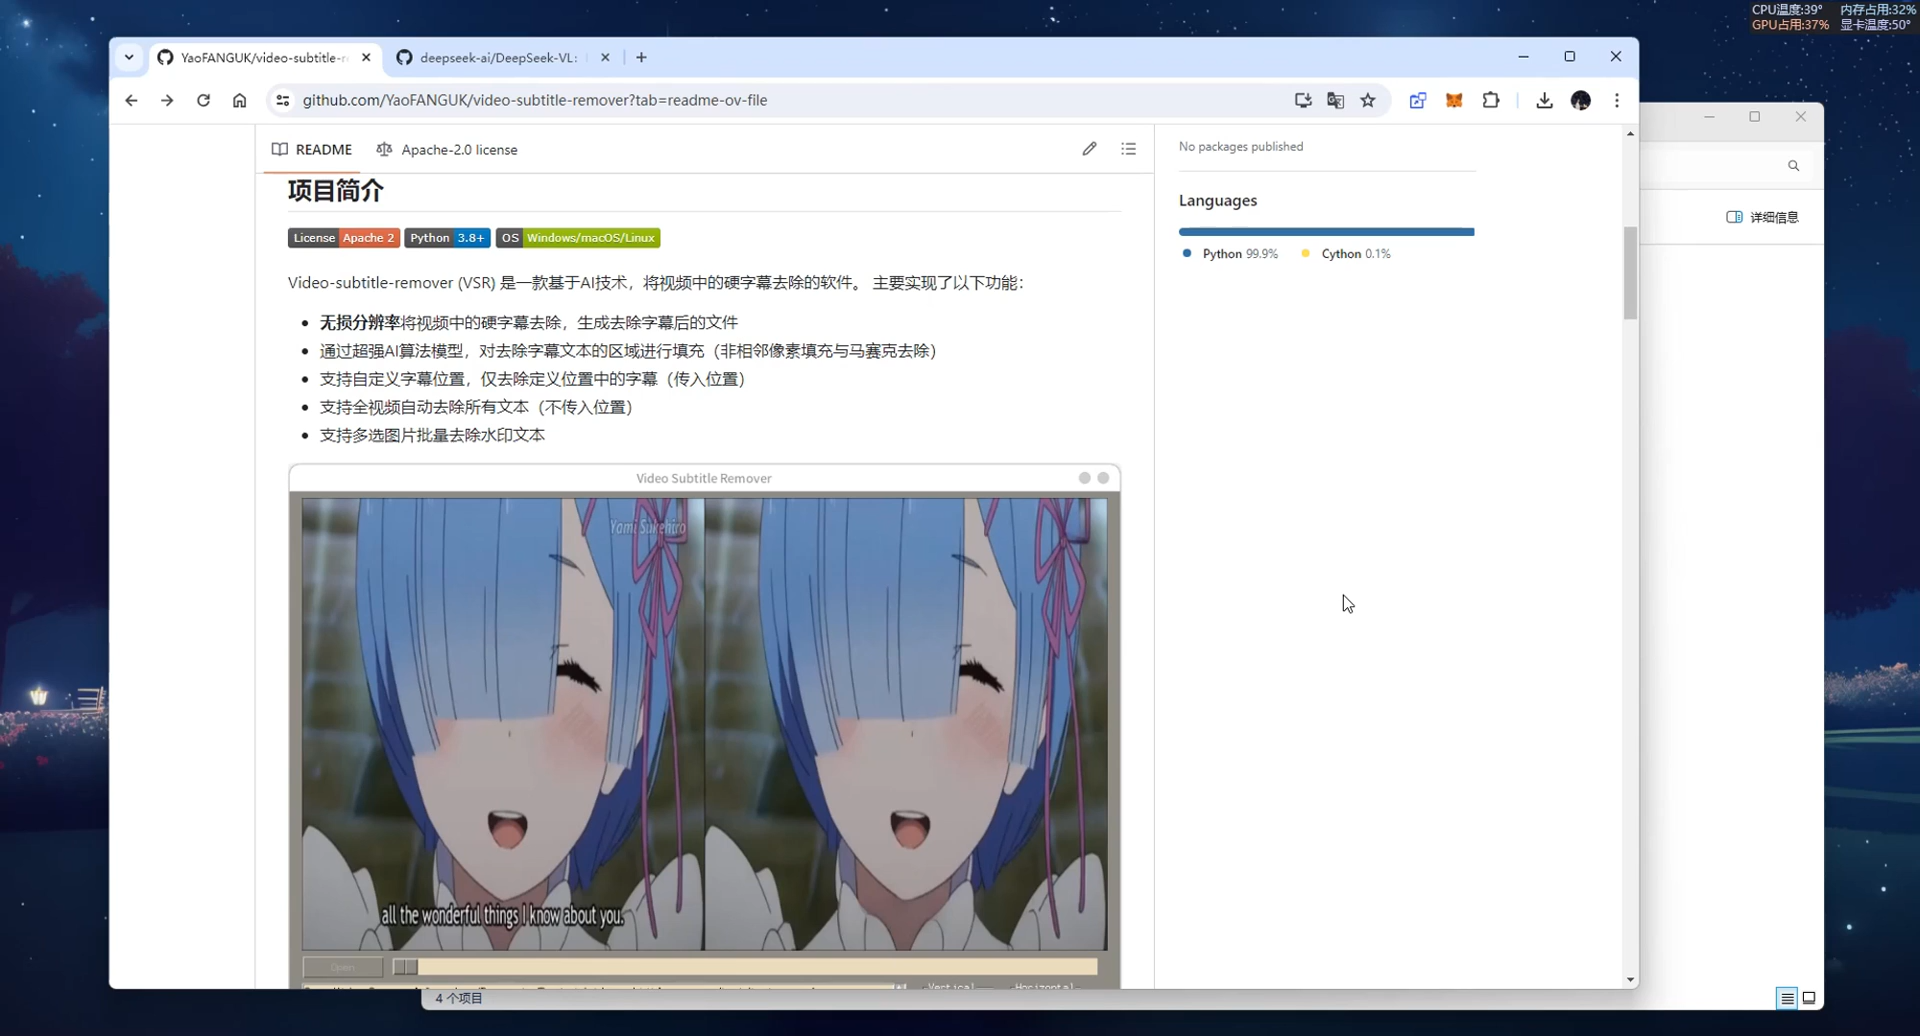 CPU温度:39° 内存占用:32%
GPU占用:37% 显卡温度:50°
YaoFANGUK/video-subtitle-r
deepseek-ai/DeepSeek-VL:
github.com/YaoFANGUK/video-subtitle-remover?tab=readme-ov-file
README
Apache-2.0 license
No packages published
项目简介
Languages
详细信息
License Apache 2 Python 3.8+ OS Windows/macOS/Linux
Python 99.9% Cython 0.1%
Video-subtitle-remover (VSR) 是一款基于AI技术，将视频中的硬字幕去除的软件。 主要实现了以下功能：
无损分辨率将视频中的硬字幕去除，生成去除字幕后的文件
通过超强AI算法模型，对去除字幕文本的区域进行填充（非相邻像素填充与马赛克去除）
支持自定义字幕位置，仅去除定义位置中的字幕（传入位置）
支持全视频自动去除所有文本（不传入位置）
支持多选图片批量去除水印文本
Video Subtitle Remover
Yami Sukehiro
all the wonderful things I know about you.
Open
Vertical Horizontal
4 个项目